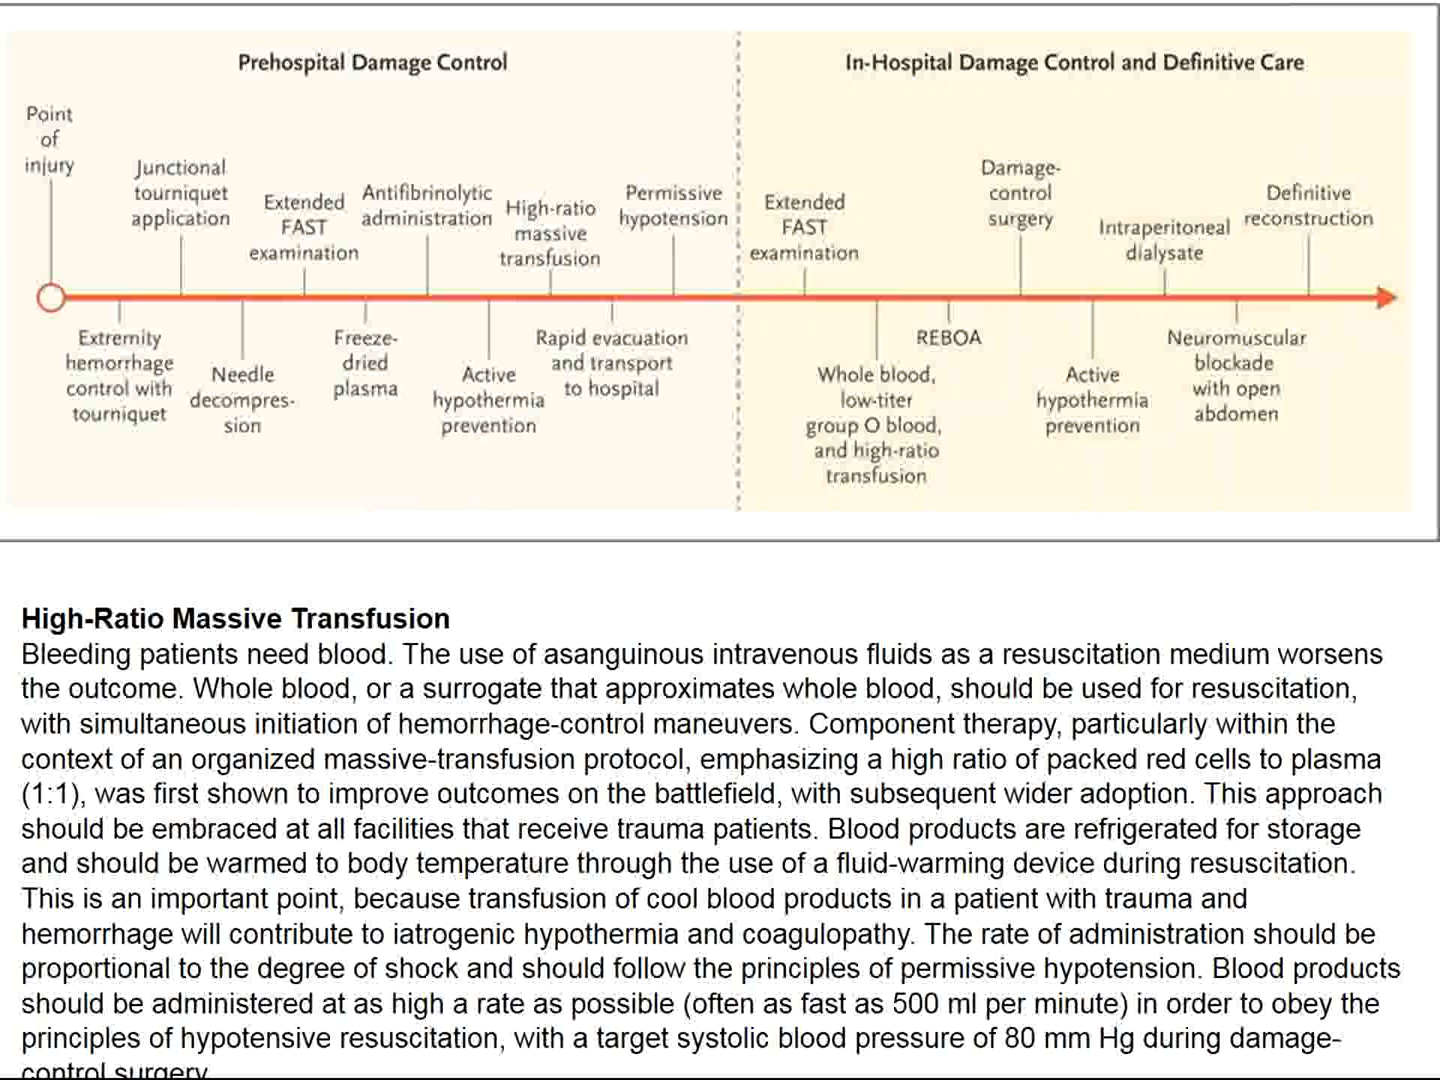 Prehospital Damage Control
In-Hospital Damage Control and Definitive Care
Point
of
injury
Extremity
hemorrhage
control with
tourniquet
Junctional
tourniquet
application
Needle
decompres-
sion
Extended
FAST
examination
Freeze-
dried
plasma
Antifibrinolytic
administration
Active
hypothermia
prevention
High-ratio
massive
transfusion
Rapid evacuation
and transport
to hospital
Permissive
hypotension
Extended
FAST
examination
Whole blood,
low-titer
group O blood,
and high-ratio
transfusion
REBOA
Damage-
control
surgery
Active
hypothermia
prevention
Intraperitoneal
dialysate
Neuromuscular
blockade
with open
abdomen
Definitive
reconstruction
High-Ratio Massive Transfusion
Bleeding patients need blood. The use of asanguinous intravenous fluids as a resuscitation medium worsens
the outcome. Whole blood, or a surrogate that approximates whole blood, should be used for resuscitation,
with simultaneous initiation of hemorrhage-control maneuvers. Component therapy, particularly within the
context of an organized massive-transfusion protocol, emphasizing a high ratio of packed red cells to plasma
(1:1), was first shown to improve outcomes on the battlefield, with subsequent wider adoption. This approach
should be embraced at all facilities that receive trauma patients. Blood products are refrigerated for storage
and should be warmed to body temperature through the use of a fluid-warming device during resuscitation.
This is an important point, because transfusion of cool blood products in a patient with trauma and
hemorrhage will contribute to iatrogenic hypothermia and coagulopathy. The rate of administration should be
proportional to the degree of shock and should follow the principles of permissive hypotension. Blood products
should be administered at as high a rate as possible (often as fast as 500 ml per minute) in order to obey the
principles of hypotensive resuscitation, with a target systolic blood pressure of 80 mm Hg during damage-
control surgery